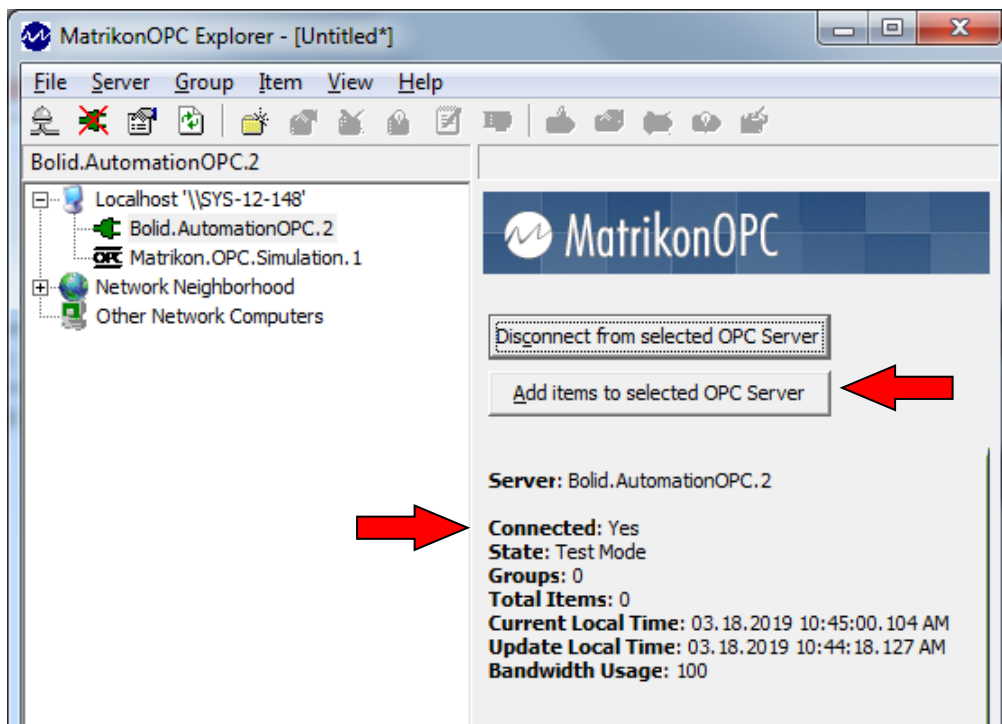 MatrikonOPC Explorer - [Untitled*]
File Server Group Item View Help
Bolid.AutomationOPC.2
Localhost '\\SYS-12-148'
Bolid.AutomationOPC.2
OPC Matrikon.OPC.Simulation.1
Network Neighborhood
Other Network Computers
MatrikonOPC
Disconnect from selected OPC Server
Add items to selected OPC Server
Server: Bolid.AutomationOPC.2
Connected: Yes
State: Test Mode
Groups: 0
Total Items: 0
Current Local Time: 03.18.2019 10:45:00.104 AM
Update Local Time: 03.18.2019 10:44:18.127 AM
Bandwidth Usage: 100